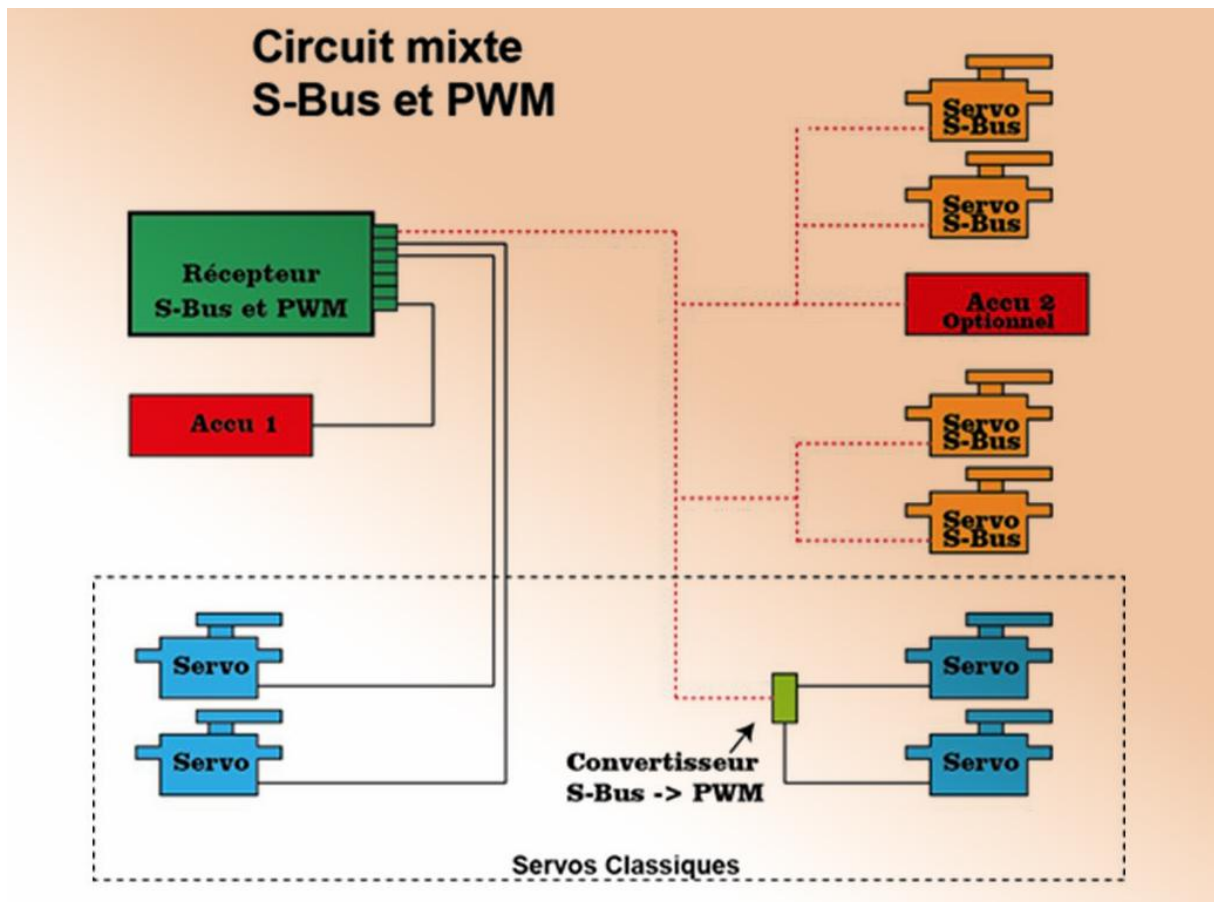 Circuit mixte
S-Bus et PWM
Servo
S-Bus
Servo
S-Bus
Récepteur
S-Bus et PWM
Accu 2
Optionnel
Accu 1
Servo
S-Bus
Servo
S-Bus
Servo
Servo
Servo
Servo
Convertisseur
S-Bus -> PWM
Servos Classiques